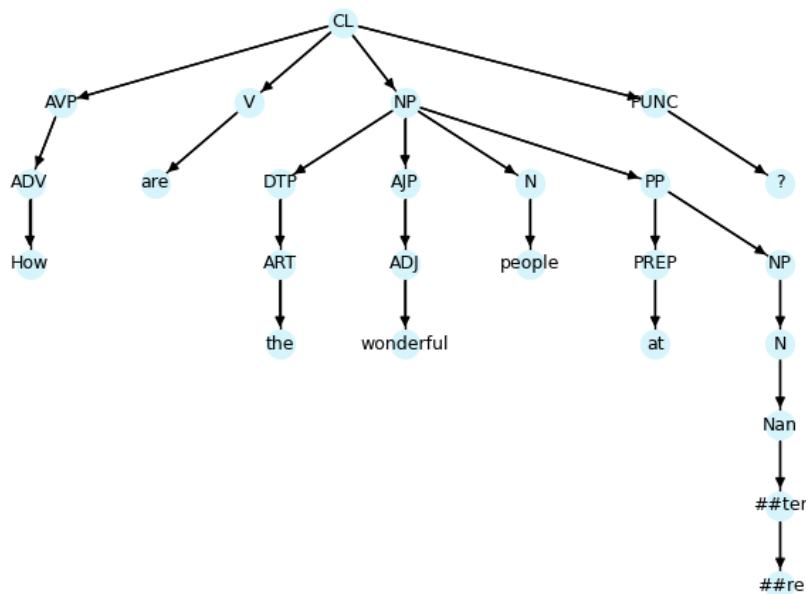 CL
AVP V NP PUNC
ADV are DTP AJP N PP ?
How ART ADJ people PREP NP
the wonderful at N
Nan
##ter
##re